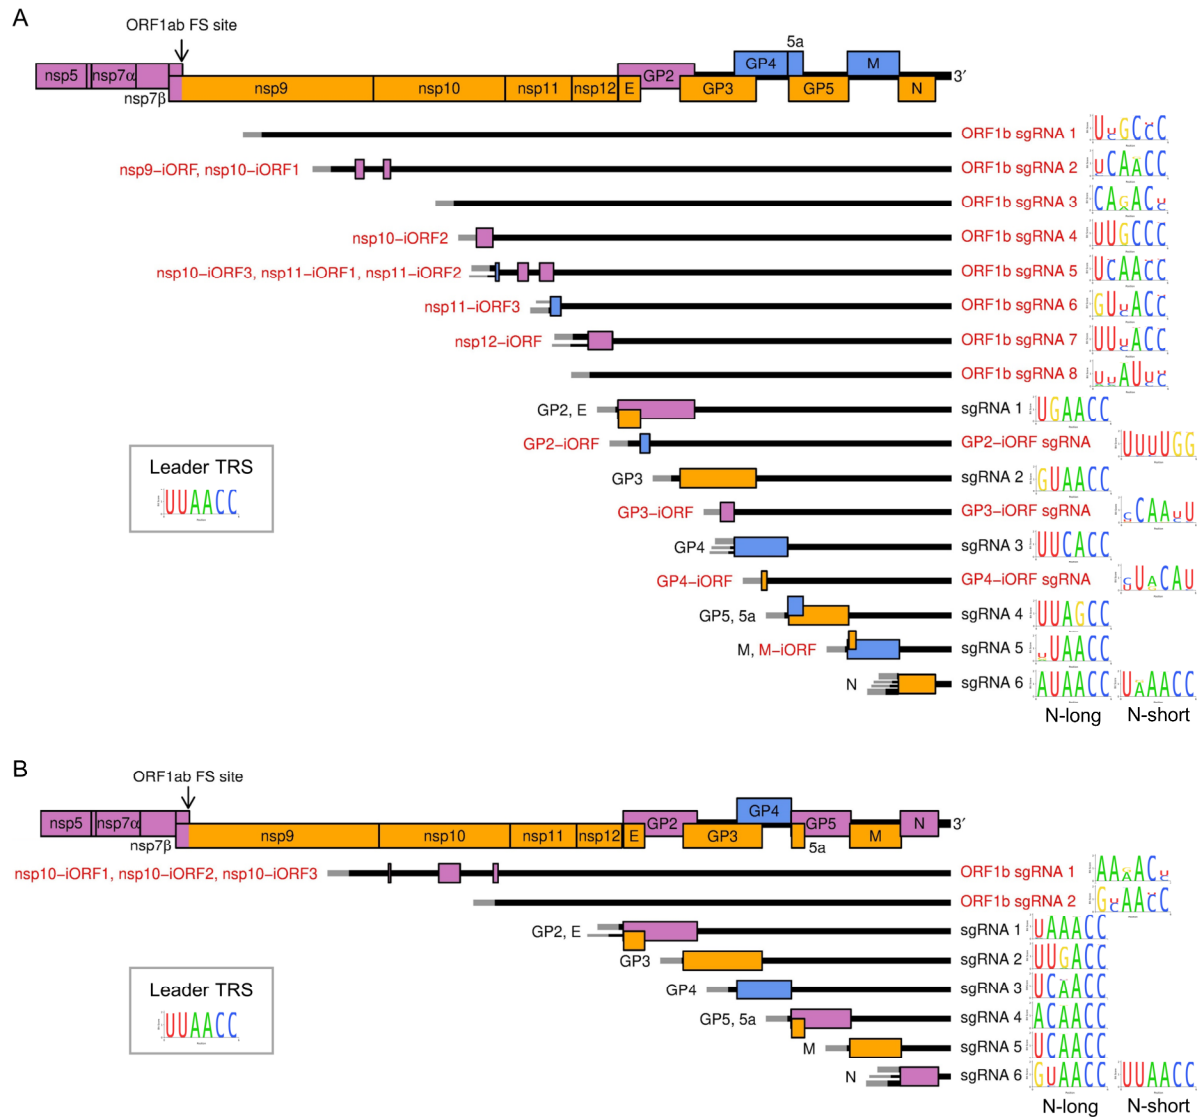 A
ORF1ab FS site
5a
GP4
M
nsp5
nsp7α
GP2
3′
nsp7β
nsp9
nsp10
nsp11
nsp12
E
GP3
GP5
N
ORF1b sgRNA 1
nsp9–iORF, nsp10–iORF1
ORF1b sgRNA 2
UCAACC
ORF1b sgRNA 3
nsp10–iORF2
ORF1b sgRNA 4
UUGCCC
nsp10–iORF3, nsp11–iORF1, nsp11–iORF2
ORF1b sgRNA 5
UCAACC
nsp11–iORF3
ORF1b sgRNA 6
GUUACC
nsp12–iORF
ORF1b sgRNA 7
UUUACC
ORF1b sgRNA 8
GP2, E
sgRNA 1
UGAACC
GP2–iORF
GP2–iORF sgRNA
UUUUGG
Leader TRS
UUAACC
GP3
sgRNA 2
GUAACC
GP3–iORF
GP3–iORF sgRNA
GP4
sgRNA 3
UUCACC
GP4–iORF
GP4–iORF sgRNA
GP5, 5a
sgRNA 4
UUAGCC
M, M–iORF
sgRNA 5
UUAACC
N
sgRNA 6
AUAACC
UAAACC
N-long
N-short
B
ORF1ab FS site
GP4
nsp5
nsp7α
GP2
GP5
N
3′
nsp7β
nsp9
nsp10
nsp11
nsp12
E
GP3
5a
M
nsp10–iORF1, nsp10–iORF2, nsp10–iORF3
ORF1b sgRNA 1
ORF1b sgRNA 2
GP2, E
sgRNA 1
UAAACC
GP3
sgRNA 2
UUGACC
Leader TRS
UUAACC
GP4
sgRNA 3
UCAACC
GP5, 5a
sgRNA 4
ACAACC
M
sgRNA 5
UCAACC
N
sgRNA 6
GUAACC
UUAACC
N-long
N-short